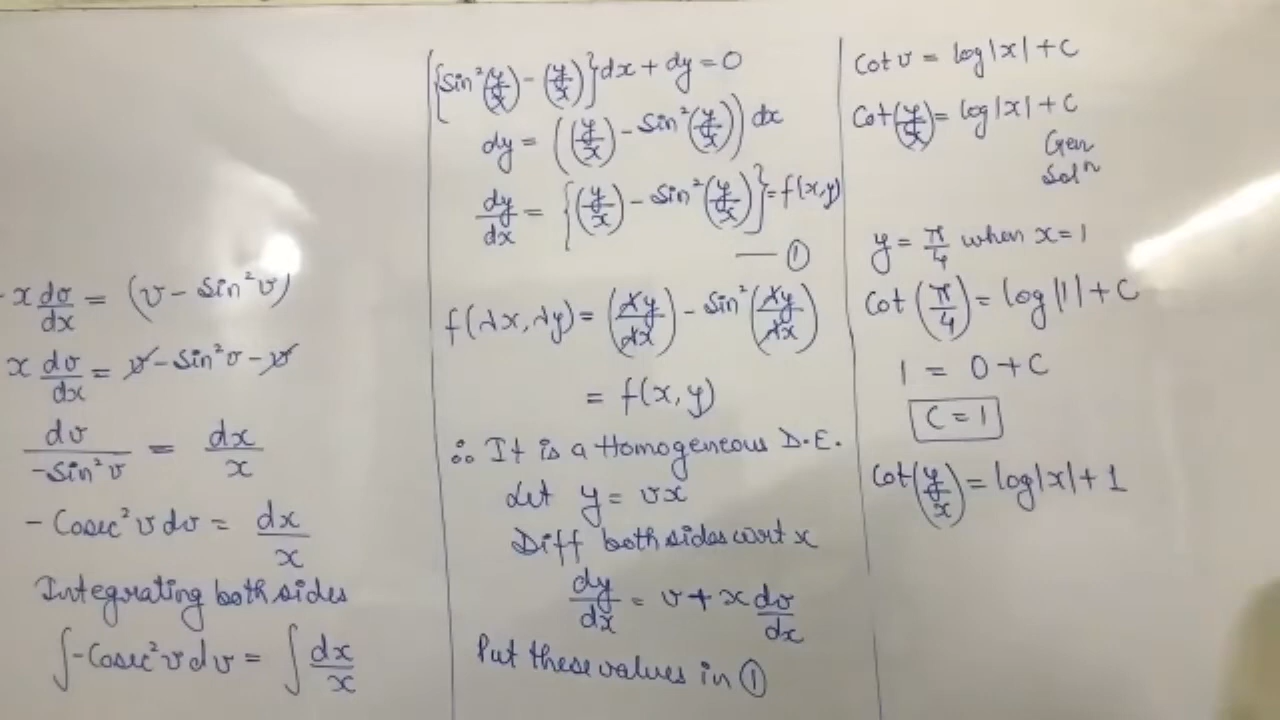 {Sin²(y/x) - (y/x)}dx + dy = 0
dy = ((y/x) - Sin²(y/x)) dx
dy/dx = {(y/x) - Sin²(y/x)} = f(x,y)
— ①
f(λx, λy) = (λy/λx) - Sin²(λy/λx)
= f(x, y)
∴ It is a Homogeneous D.E.
Let y = vx
Diff both sides wrt x
dy/dx = v + x dv/dx
Put these values in ①
x dv/dx = (v - Sin²v)
x dv/dx = v - Sin²v - v
dv/-Sin²v = dx/x
- Cosec²v dv = dx/x
Integrating both sides
∫-Cosec²v dv = ∫dx/x
Cot v = log|x| + C
Cot(y/x) = log|x| + C
Gen
Solⁿ
y = π/4 when x = 1
Cot(π/4) = log|1| + C
1 = 0 + C
C = 1
Cot(y/x) = log|x| + 1